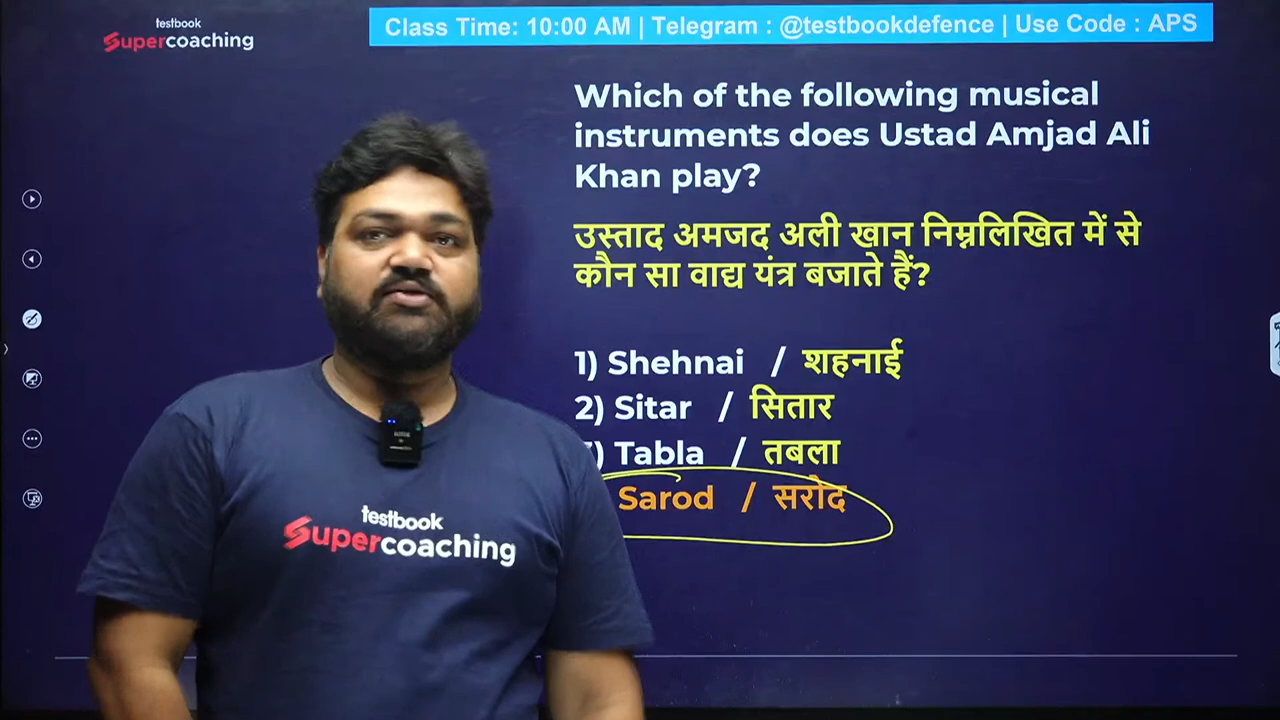 testbook
Supercoaching
Class Time: 10:00 AM | Telegram : @testbookdefence | Use Code : APS
Which of the following musical
instruments does Ustad Amjad Ali
Khan play?
उस्ताद अमजद अली खान निम्नलिखित में से
कौन सा वाद्य यंत्र बजाते हैं?
1) Shehnai / शहनाई
2) Sitar / सितार
) Tabla / तबला
Sarod / सरोद
testbook
Supercoaching